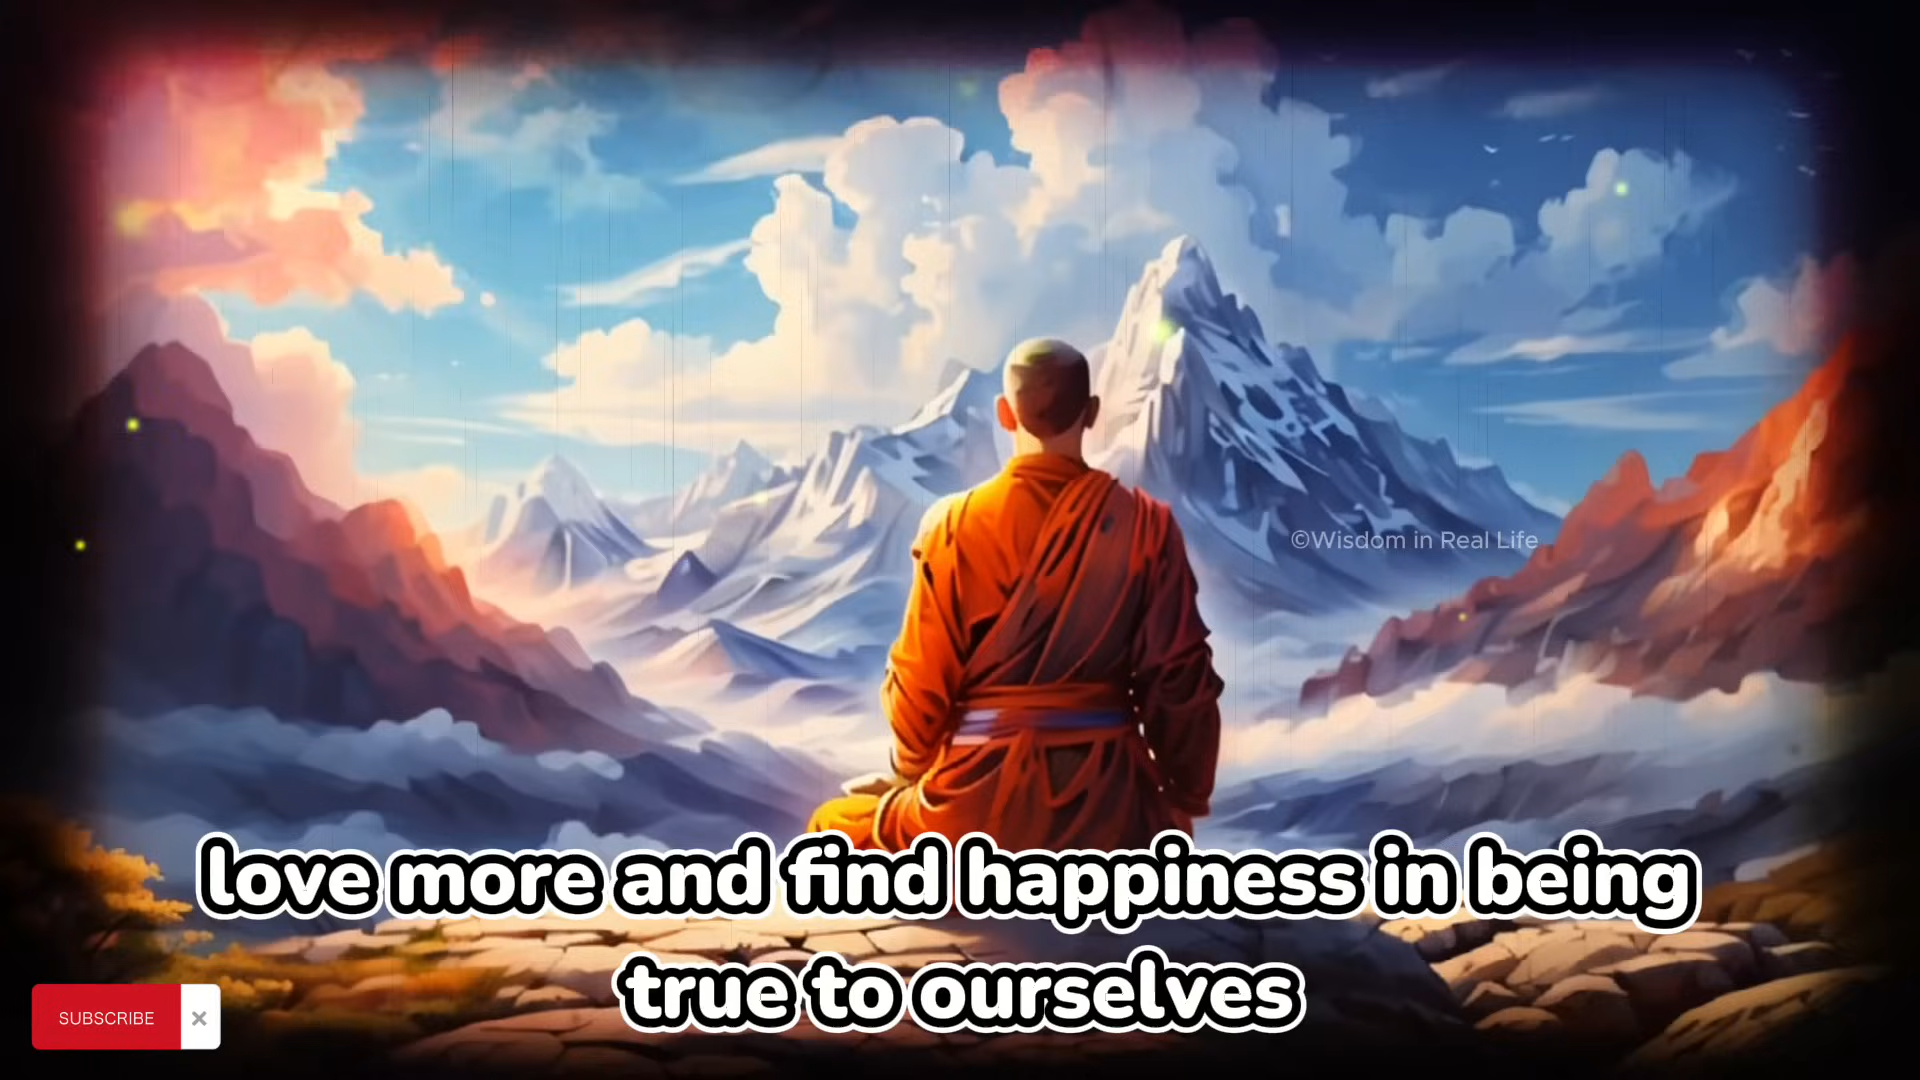 ©Wisdom in Real Life
love more and find happiness in being
true to ourselves
SUBSCRIBE